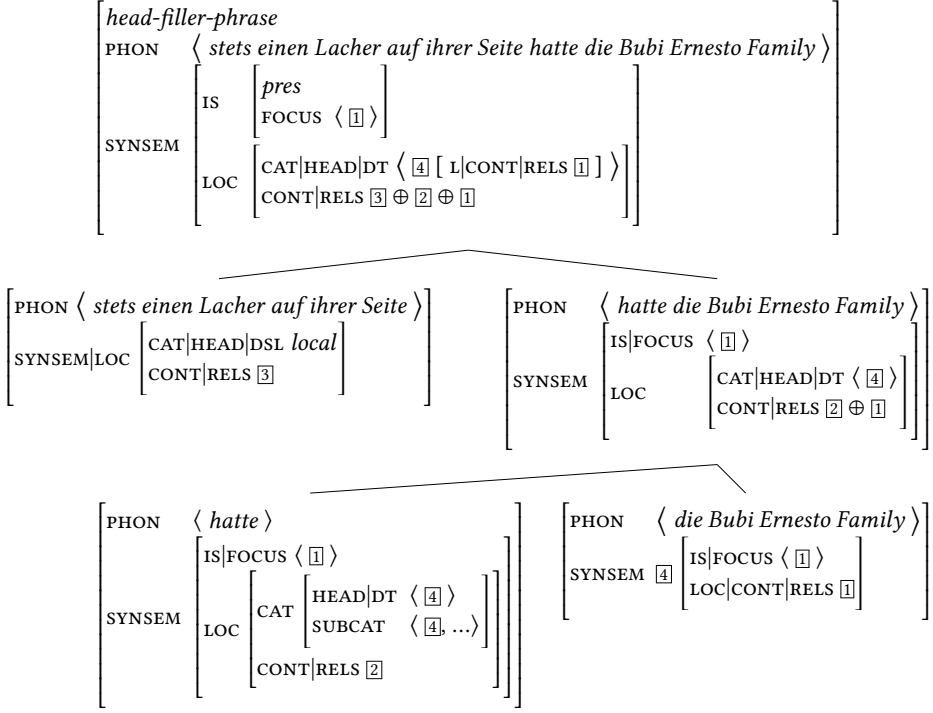 head-filler-phrase
PHON ⟨ stets einen Lacher auf ihrer Seite hatte die Bubi Ernesto Family ⟩
SYNSEM
IS
pres
FOCUS ⟨ 1 ⟩
LOC
CAT|HEAD|DT ⟨ 4 [ L|CONT|RELS 1 ] ⟩
CONT|RELS 3 ⊕ 2 ⊕ 1
PHON ⟨ stets einen Lacher auf ihrer Seite ⟩
SYNSEM|LOC
CAT|HEAD|DSL local
CONT|RELS 3
PHON ⟨ hatte die Bubi Ernesto Family ⟩
SYNSEM
IS|FOCUS ⟨ 1 ⟩
LOC
CAT|HEAD|DT ⟨ 4 ⟩
CONT|RELS 2 ⊕ 1
PHON ⟨ hatte ⟩
SYNSEM
IS|FOCUS ⟨ 1 ⟩
LOC
CAT
HEAD|DT ⟨ 4 ⟩
SUBCAT ⟨ 4, …⟩
CONT|RELS 2
PHON ⟨ die Bubi Ernesto Family ⟩
SYNSEM 4
IS|FOCUS ⟨ 1 ⟩
LOC|CONT|RELS 1